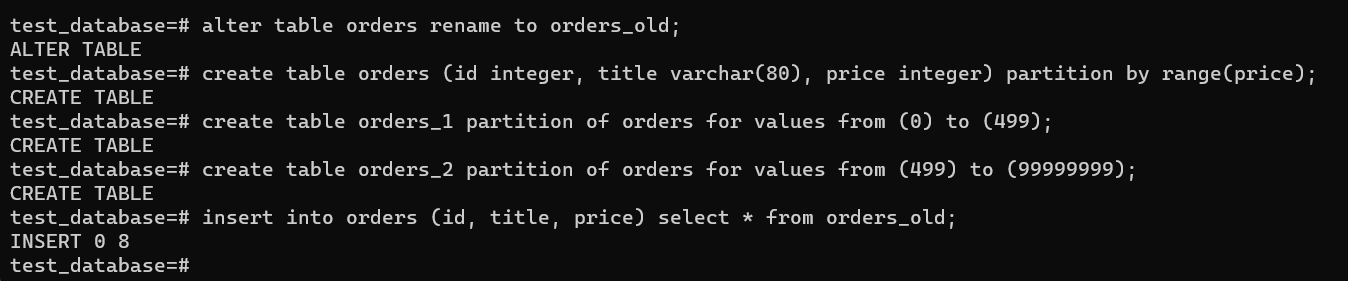 test_database=# alter table orders rename to orders_old;
ALTER TABLE
test_database=# create table orders (id integer, title varchar(80), price integer) partition by range(price);
CREATE TABLE
test_database=# create table orders_1 partition of orders for values from (0) to (499);
CREATE TABLE
test_database=# create table orders_2 partition of orders for values from (499) to (99999999);
CREATE TABLE
test_database=# insert into orders (id, title, price) select * from orders_old;
INSERT 0 8
test_database=#